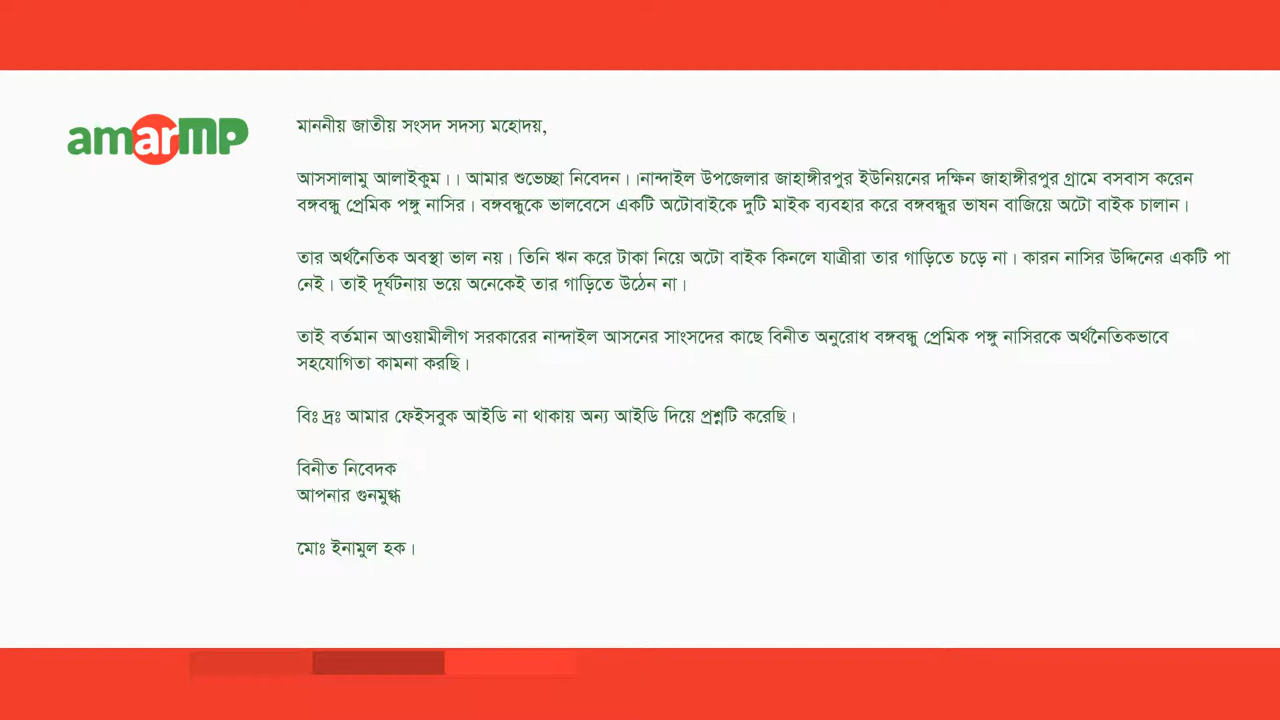 amarMP
মাননীয় জাতীয় সংসদ সদস্য মহোদয়,
আসসালামু আলাইকুম।। আমার শুভেচ্ছা নিবেদন।।নান্দাইল উপজেলার জাহাঙ্গীরপুর ইউনিয়নের দক্ষিন জাহাঙ্গীরপুর গ্রামে বসবাস করেন
বঙ্গবন্ধু প্রেমিক পঙ্গু নাসির। বঙ্গবন্ধুকে ভালবেসে একটি অটোবাইকে দুটি মাইক ব্যবহার করে বঙ্গবন্ধুর ভাষন বাজিয়ে অটো বাইক চালান।
তার অর্থনৈতিক অবস্থা ভাল নয়। তিনি ঋন করে টাকা নিয়ে অটো বাইক কিনলে যাত্রীরা তার গাড়িতে চড়ে না। কারন নাসির উদ্দিনের একটি পা
নেই। তাই দূর্ঘটনায় ভয়ে অনেকেই তার গাড়িতে উঠেন না।
তাই বর্তমান আওয়ামীলীগ সরকারের নান্দাইল আসনের সাংসদের কাছে বিনীত অনুরোধ বঙ্গবন্ধু প্রেমিক পঙ্গু নাসিরকে অর্থনৈতিকভাবে
সহযোগিতা কামনা করছি।
বিঃ দ্রঃ আমার ফেইসবুক আইডি না থাকায় অন্য আইডি দিয়ে প্রশ্নটি করেছি।
বিনীত নিবেদক
আপনার গুনমুগ্ধ
মোঃ ইনামুল হক।